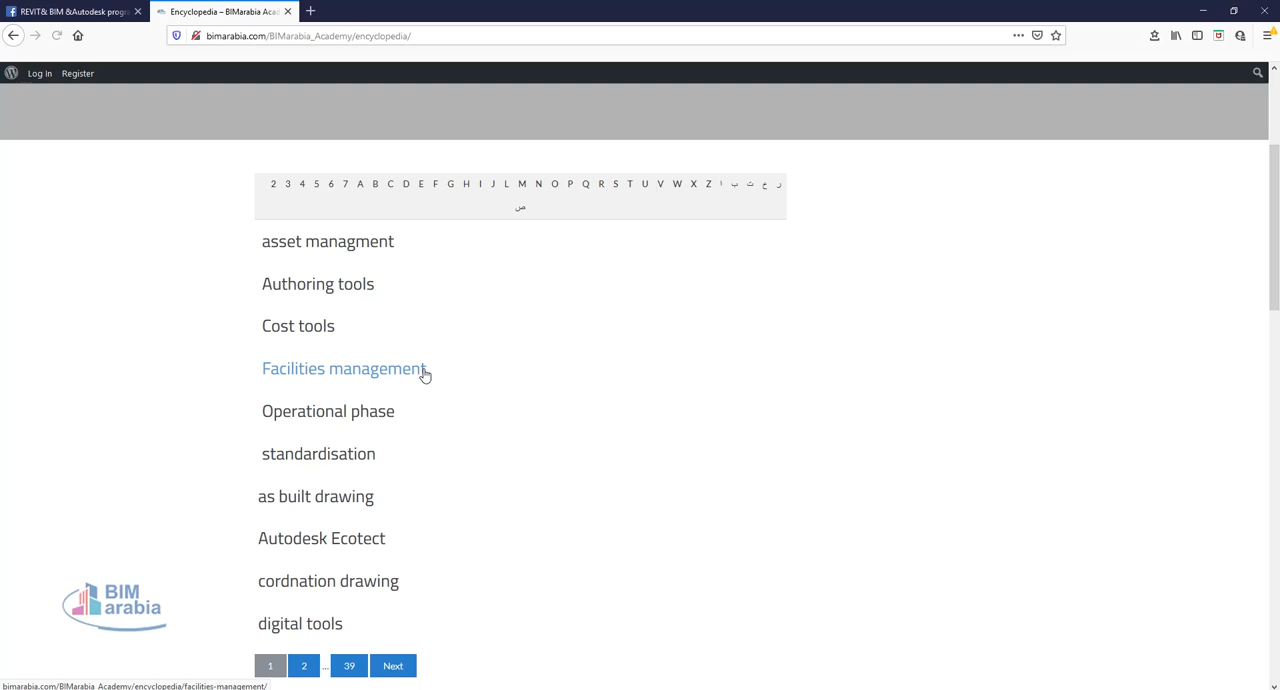 REVIT& BIM &Autodesk progr
Encyclopedia – BIMarabia Acad
bimarabia.com/BIMarabia_Academy/encyclopedia/
Log In Register
2 3 4 5 6 7 A B C D E F G H I J L M N O P Q R S T U V W X Z ا ب ت خ ر
ص
asset managment
Authoring tools
Cost tools
Facilities management
Operational phase
standardisation
as built drawing
Autodesk Ecotect
cordnation drawing
digital tools
BIM
arabia
1 2 ... 39 Next
bimarabia.com/BIMarabia_Academy/encyclopedia/facilities-management/